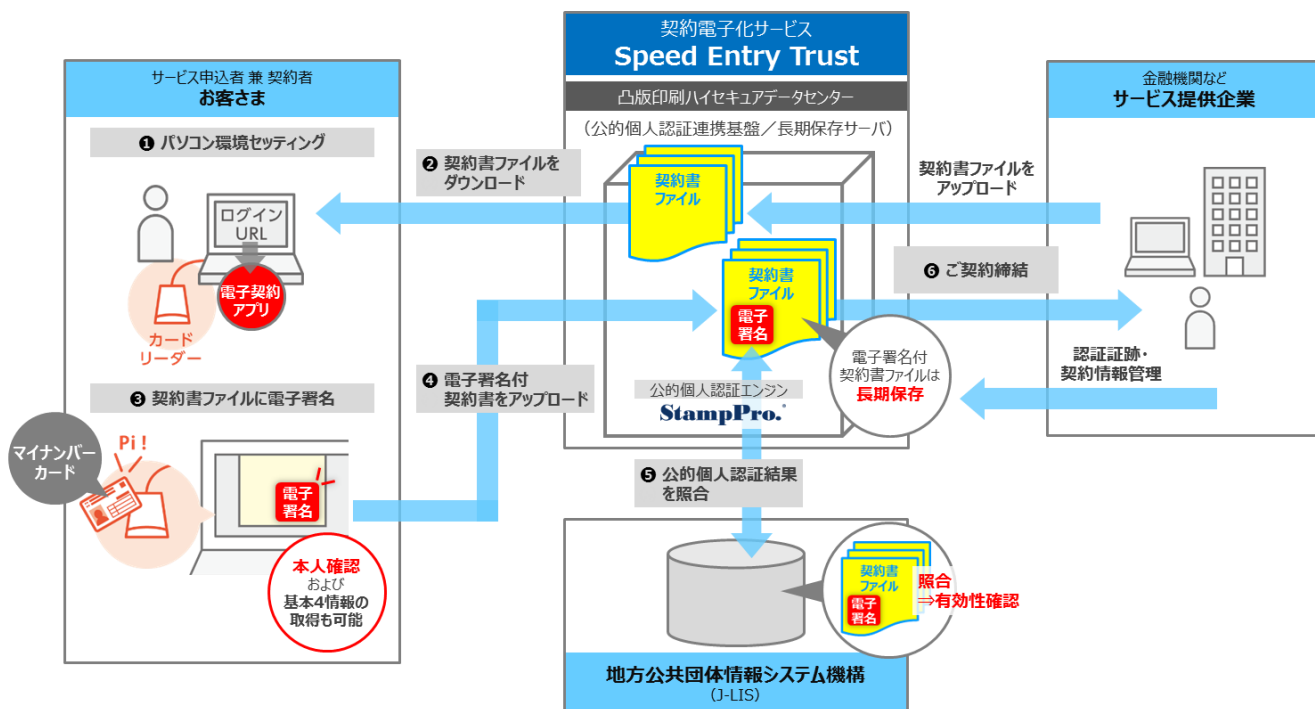 サービス申込者 兼 契約者
お客さま
❶ パソコン環境セッティング
ログイン
URL
電子契約
アプリ
カード
リーダー
❸ 契約書ファイルに電子署名
マイナンバー
カード
Pi！
電子
署名
本人確認
および
基本4情報の
取得も可能
❷ 契約書ファイルを
ダウンロード
❹ 電子署名付
契約書をアップロード
契約電子化サービス
Speed Entry Trust
凸版印刷ハイセキュアデータセンター
（公的個人認証連携基盤／長期保存サーバ）
契約書
ファイル
契約書
ファイル
電子
署名
公的個人認証エンジン
StampPro.
電子署名付
契約書ファイルは
長期保存
❺ 公的個人認証結果
を照合
契約書
ファイル
電子
署名
照合
⇒有効性確認
地方公共団体情報システム機構
（J-LIS）
契約書ファイルを
アップロード
❻ ご契約締結
認証証跡・
契約情報管理
金融機関など
サービス提供企業